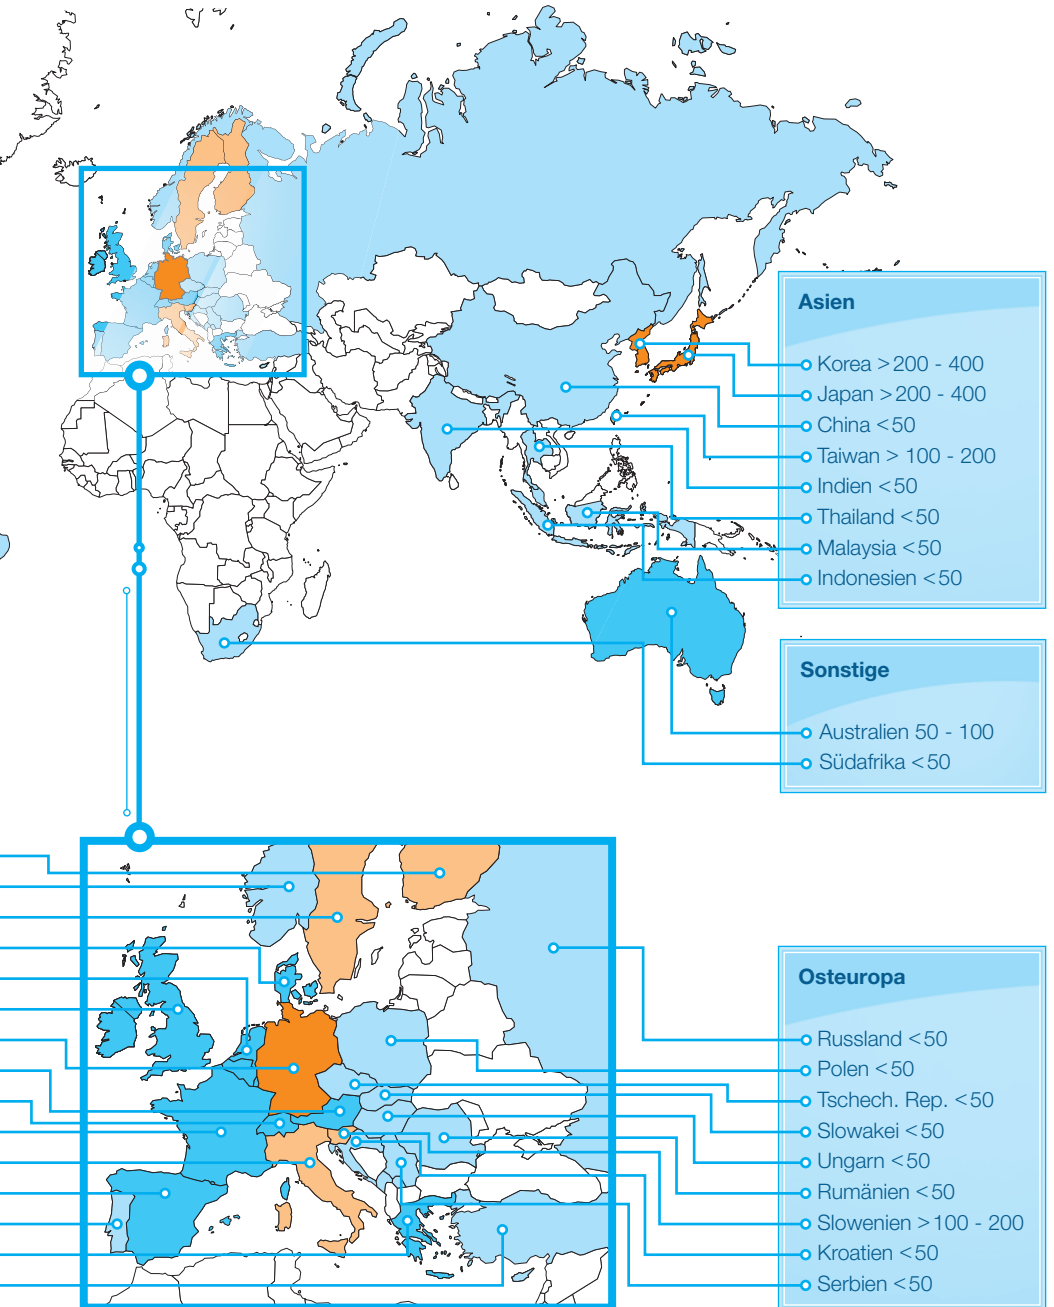 Asien
Korea >200 - 400
Japan >200 - 400
China <50
Taiwan > 100 - 200
Indien <50
Thailand <50
Malaysia <50
Indonesien <50
Sonstige
Australien 50 - 100
Südafrika <50
Osteuropa
Russland <50
Polen <50
Tschech. Rep. <50
Slowakei <50
Ungarn <50
Rumänien <50
Slowenien >100 - 200
Kroatien <50
Serbien <50